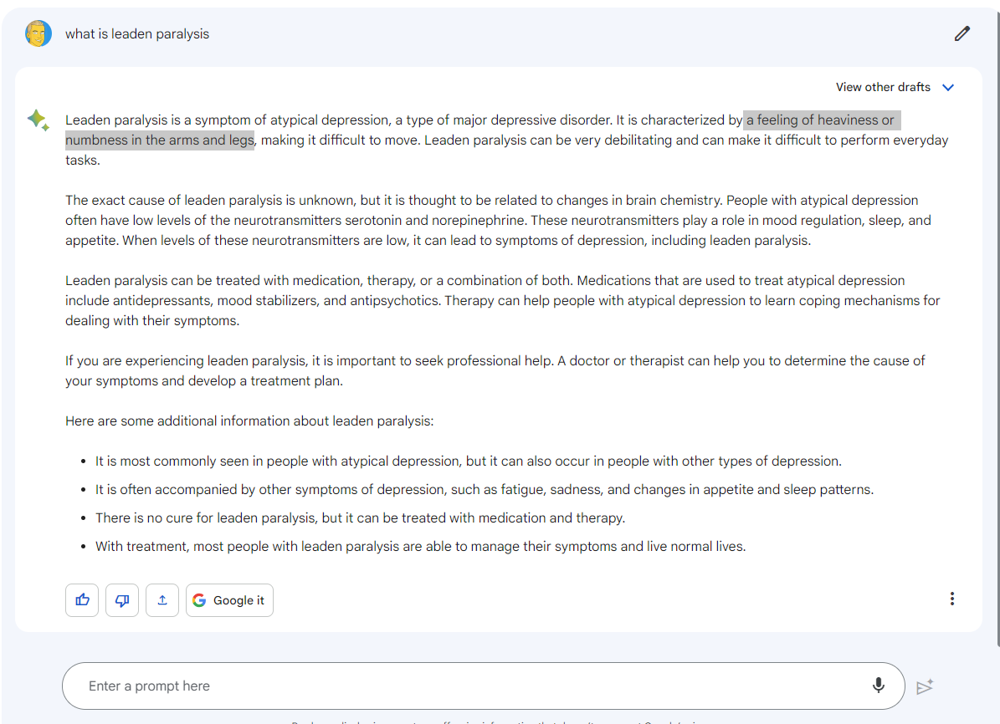 what is leaden paralysis
View other drafts
Leaden paralysis is a symptom of atypical depression, a type of major depressive disorder. It is characterized by a feeling of heaviness or
numbness in the arms and legs, making it difficult to move. Leaden paralysis can be very debilitating and can make it difficult to perform everyday
tasks.
The exact cause of leaden paralysis is unknown, but it is thought to be related to changes in brain chemistry. People with atypical depression
often have low levels of the neurotransmitters serotonin and norepinephrine. These neurotransmitters play a role in mood regulation, sleep, and
appetite. When levels of these neurotransmitters are low, it can lead to symptoms of depression, including leaden paralysis.
Leaden paralysis can be treated with medication, therapy, or a combination of both. Medications that are used to treat atypical depression
include antidepressants, mood stabilizers, and antipsychotics. Therapy can help people with atypical depression to learn coping mechanisms for
dealing with their symptoms.
If you are experiencing leaden paralysis, it is important to seek professional help. A doctor or therapist can help you to determine the cause of
your symptoms and develop a treatment plan.
Here are some additional information about leaden paralysis:
• It is most commonly seen in people with atypical depression, but it can also occur in people with other types of depression.
• It is often accompanied by other symptoms of depression, such as fatigue, sadness, and changes in appetite and sleep patterns.
• There is no cure for leaden paralysis, but it can be treated with medication and therapy.
• With treatment, most people with leaden paralysis are able to manage their symptoms and live normal lives.
Google it
Enter a prompt here